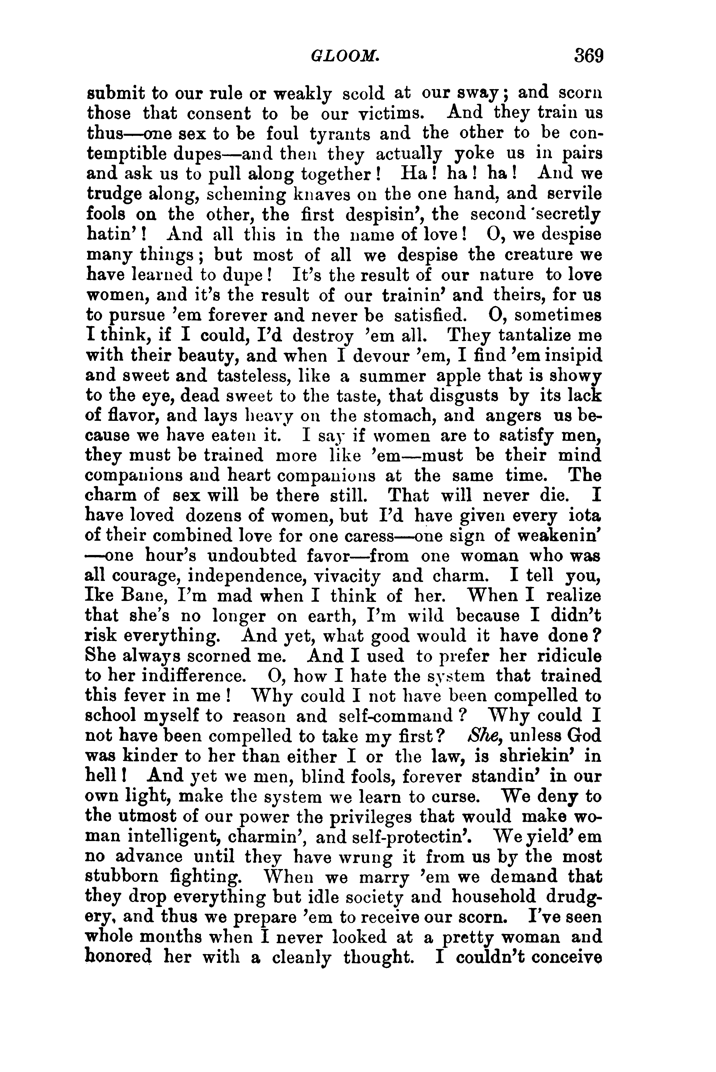 GLOOM. 369
submit to our rule or weakly scold at our sway; and scorn
those that consent to be our victims. And they train us
thus—one sex to be foul tyrants and the other to be con-
temptible dupes—and then they actually yoke us in pairs
and ask us to pull along together! Ha! ha! ha! And we
trudge along, scheming knaves on the one hand, and servile
fools on the other, the first despisin', the second secretly
hatin'! And all this in the name of love! O, we despise
many things; but most of all we despise the creature we
have learned to dupe! It's the result of our nature to love
women, and it's the result of our trainin' and theirs, for us
to pursue 'em forever and never be satisfied. O, sometimes
I think, if I could, I'd destroy 'em all. They tantalize me
with their beauty, and when I devour 'em, I find 'em insipid
and sweet and tasteless, like a summer apple that is showy
to the eye, dead sweet to the taste, that disgusts by its lack
of flavor, and lays heavy on the stomach, and angers us be-
cause we have eaten it. I say if women are to satisfy men,
they must be trained more like 'em—must be their mind
companions and heart companions at the same time. The
charm of sex will be there still. That will never die. I
have loved dozens of women, but I'd have given every iota
of their combined love for one caress—one sign of weakenin'
—one hour's undoubted favor—from one woman who was
all courage, independence, vivacity and charm. I tell you,
Ike Bane, I'm mad when I think of her. When I realize
that she's no longer on earth, I'm wild because I didn't
risk everything. And yet, what good would it have done?
She always scorned me. And I used to prefer her ridicule
to her indifference. O, how I hate the system that trained
this fever in me! Why could I not have been compelled to
school myself to reason and self-command? Why could I
not have been compelled to take my first? She, unless God
was kinder to her than either I or the law, is shriekin' in
hell! And yet we men, blind fools, forever standin' in our
own light, make the system we learn to curse. We deny to
the utmost of our power the privileges that would make wo-
man intelligent, charmin', and self-protectin'. We yield' em
no advance until they have wrung it from us by the most
stubborn fighting. When we marry 'em we demand that
they drop everything but idle society and household drudg-
ery, and thus we prepare 'em to receive our scorn. I've seen
whole months when I never looked at a pretty woman and
honored her with a cleanly thought. I couldn't conceive